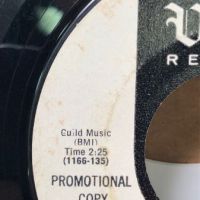 RE
Guild Music
(BMI)
Time 2:25
(1166-135)
PROMOTIONAL
COPY